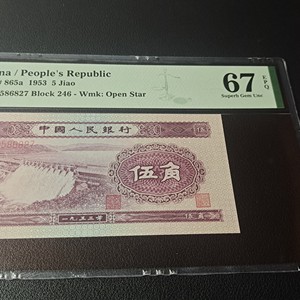 na / People's Republic
865a 1953 5 Jiao
586827 Block 246 - Wmk: Open Star
67 EPQ
Superb Gem Unc
中國人民銀行
伍角
一九五三年